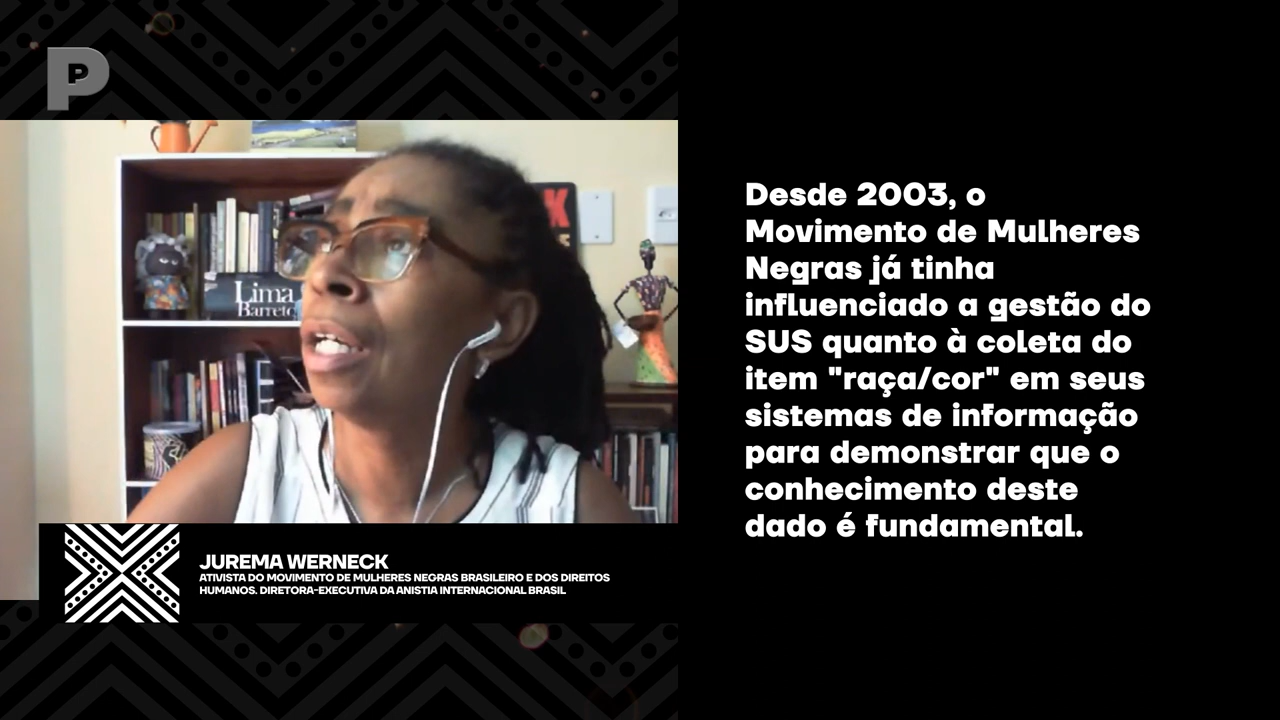 P
P
Lima
Barreto
K
S
JUREMA WERNECK
ATIVISTA DO MOVIMENTO DE MULHERES NEGRAS BRASILEIRO E DOS DIREITOS
HUMANOS. DIRETORA-EXECUTIVA DA ANISTIA INTERNACIONAL BRASIL
Desde 2003, o
Movimento de Mulheres
Negras já tinha
influenciado a gestão do
SUS quanto à coleta do
item "raça/cor" em seus
sistemas de informação
para demonstrar que o
conhecimento deste
dado é fundamental.